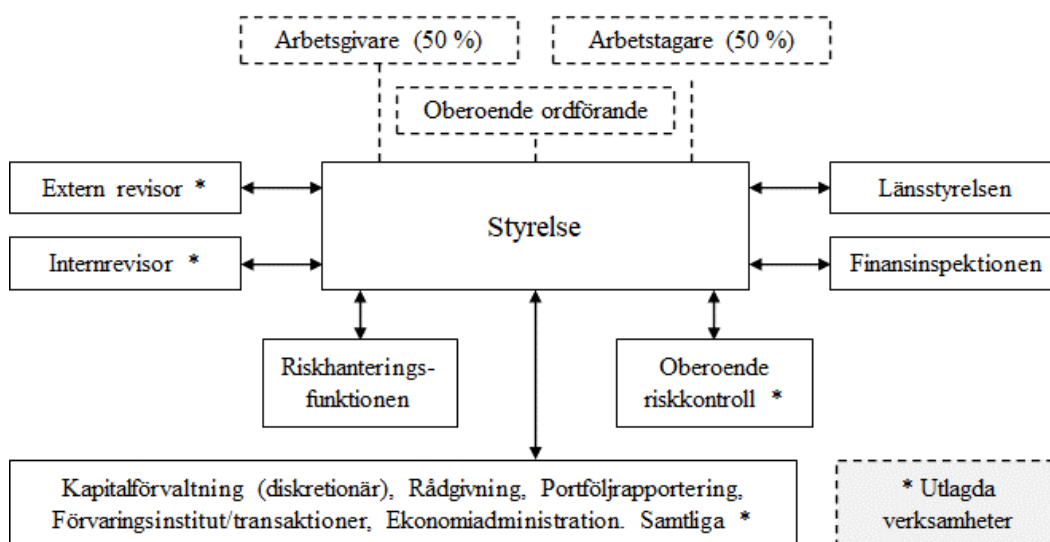 Arbetsgivare (50 %)
Arbetstagare (50 %)
Oberoende ordförande
Extern revisor *
Styrelse
Länsstyrelsen
Internrevisor *
Finansinspektionen
Riskhanterings-
funktionen
Oberoende
riskkontroll *
Kapitalförvaltning (diskretionär), Rådgivning, Portföljrapportering,
Förvaringsinstitut/transaktioner, Ekonomiadministration. Samtliga *
* Utlagda
verksamheter